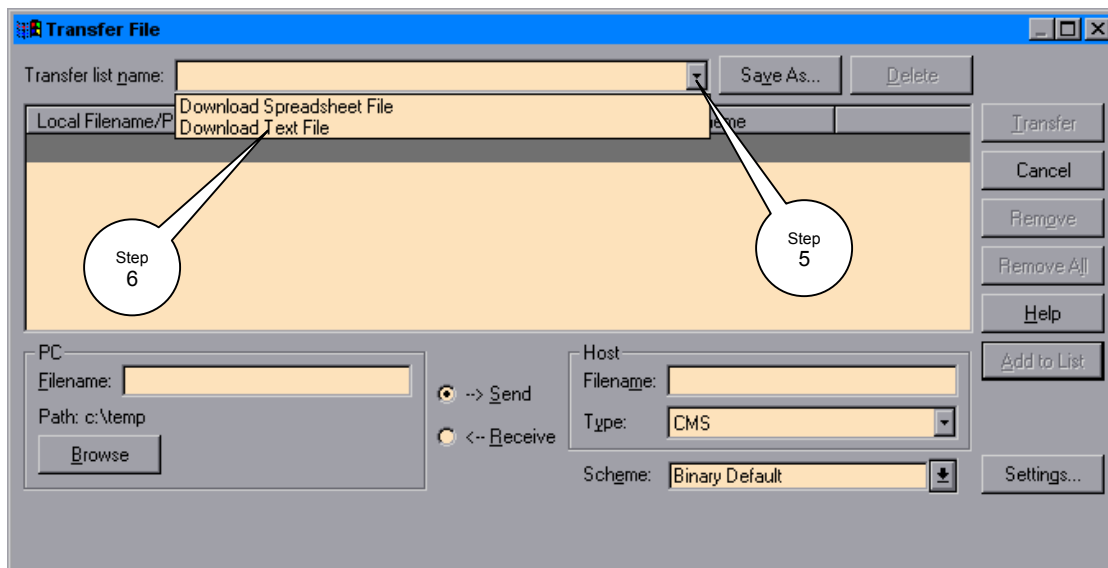 Transfer File
Transfer list name:
Save As...
Delete
Download Spreadsheet File
Download Text File
Local Filename/P
Transfer
Cancel
Remove
Remove All
Help
Add to List
Step
6
Step
5
PC
Filename:
Path: c:\temp
Browse
--> Send
<-- Receive
Host
Filename:
Type:
CMS
Scheme:
Binary Default
Settings...